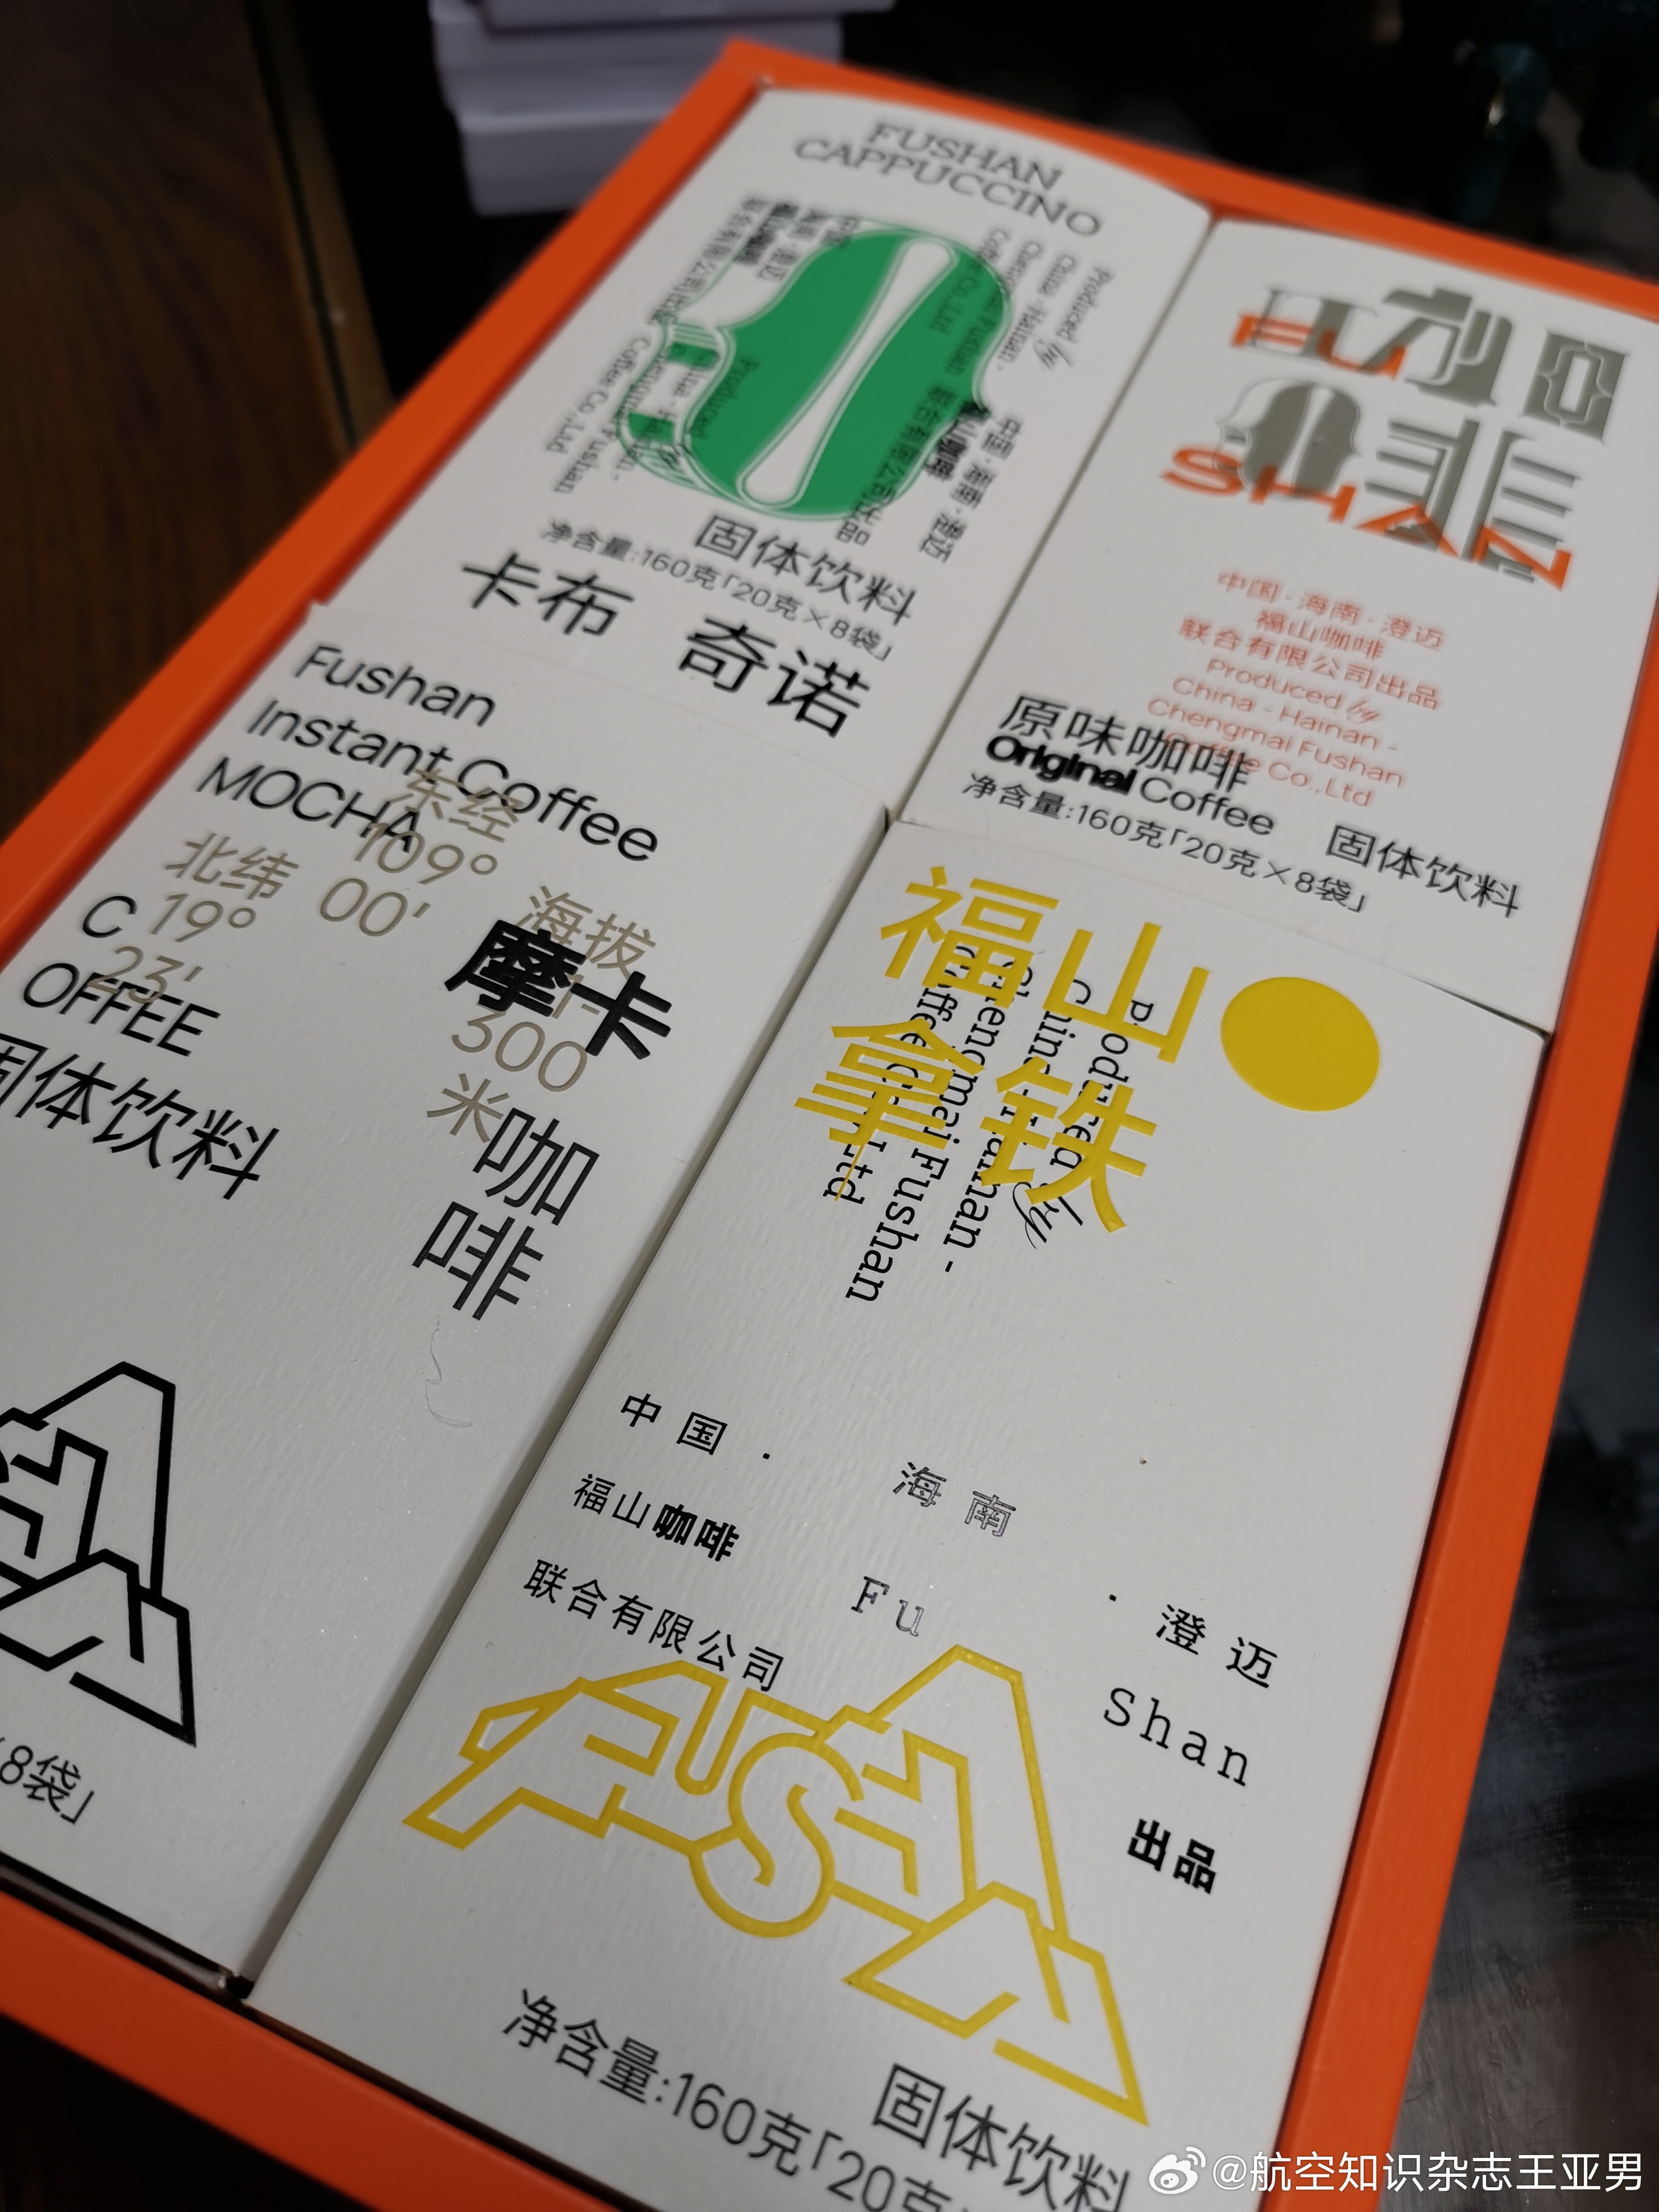 FUSHAN
CAPPUCCINO
Produced by
China - Hainan -
Chengmai Fushan
Coffee Co.,Ltd
中国·海南·澄迈
福山咖啡
联合有限公司出品
固体饮料
净含量:160克「20克×8袋」
卡布 奇诺
咖
啡
FU
SHAN
中国·海南·澄迈
福山咖啡
联合有限公司出品
Produced by
China - Hainan -
Chengmai Fushan
Coffee Co.,Ltd
原味咖啡
Original Coffee
固体饮料
净含量:160克「20克×8袋」
Fushan
Instant Coffee
MOCHA
东经
109°
00'
北纬
19°
23'
海拔
300
米
C
OFFEE
固体饮料
摩卡
咖
啡
8袋」
福山
拿铁
Produced by
China - Hainan -
Chengmai Fushan
Coffee Co.,Ltd
中国·海南·澄迈
福山咖啡
联合有限公司
Fu
Shan
出品
FUSHAN
固体饮料
净含量:160克「20克
@航空知识杂志王亚男